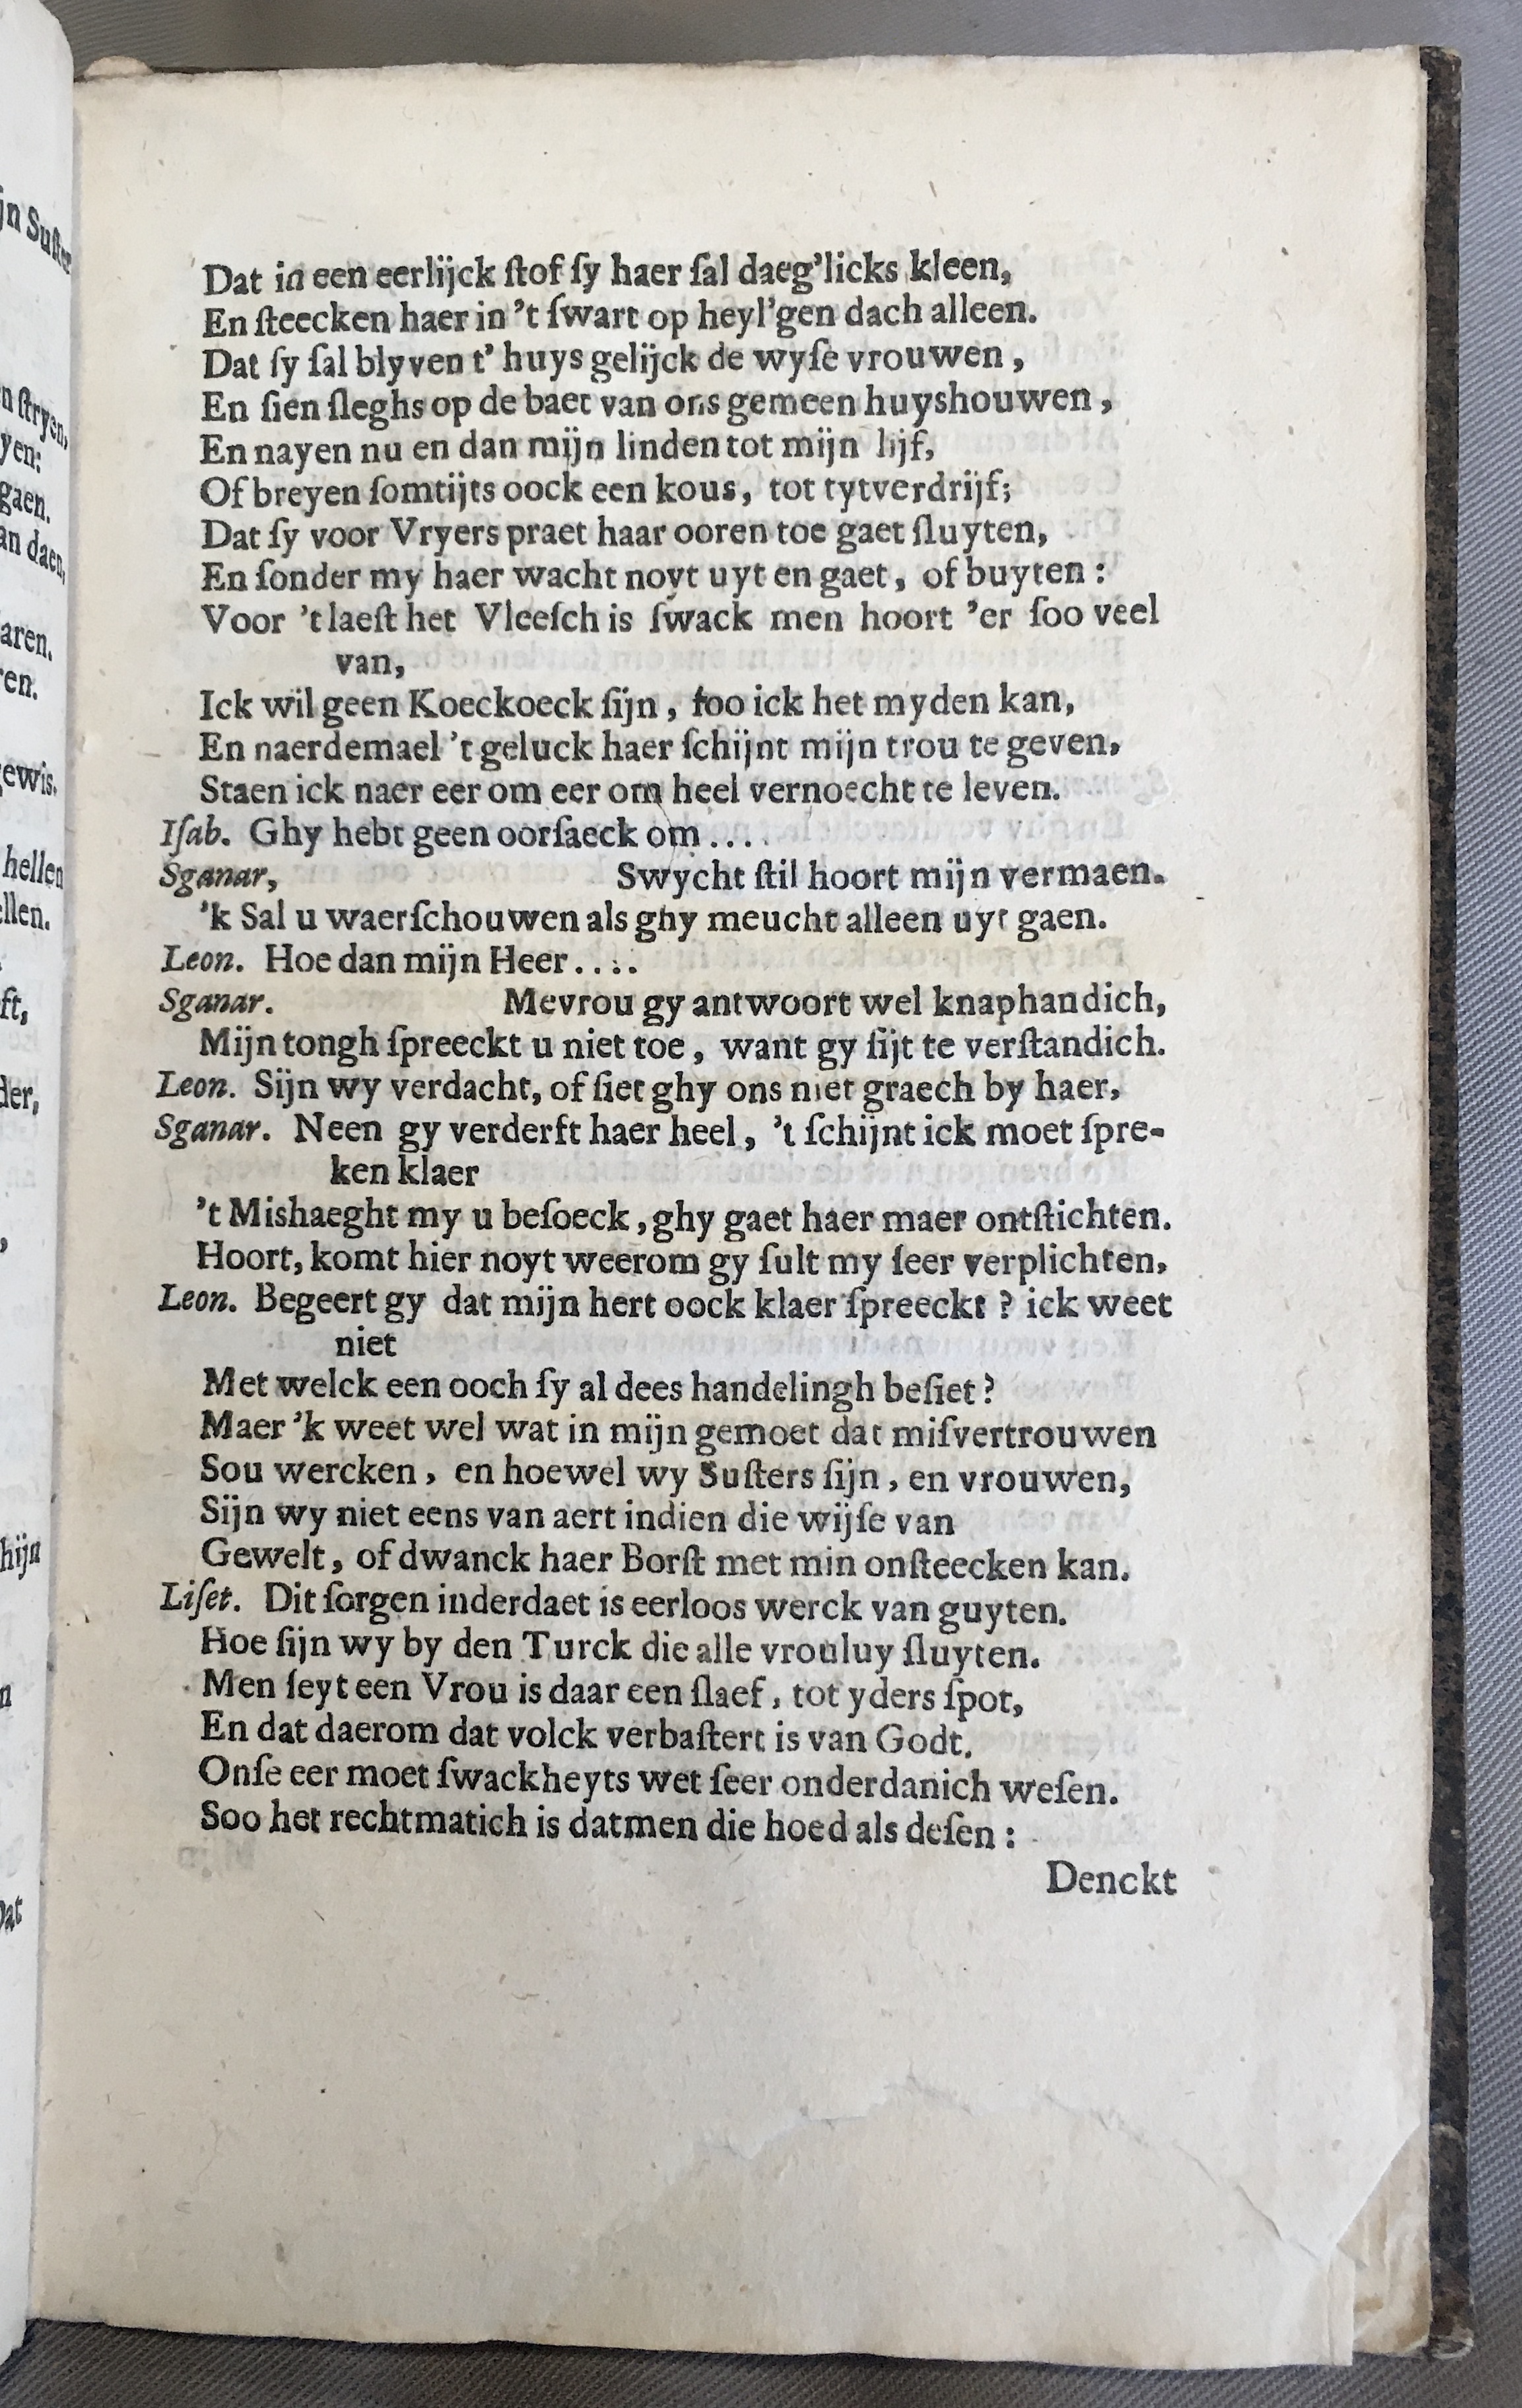 Dat in een eerlijck ſtof ſy haer ſal daeg'licks kleen,
En ſteecken haer in 't ſwart op heyl'gen dach alleen.
Dat ſy ſal blyven t' huys gelijck de wyſe vrouwen,
En ſien ſleghs op de baet van ons gemeen huyshouwen,
En nayen nu en dan mijn linden tot mijn lijf,
Of breyen ſomtijts oock een kous, tot tytverdrijf;
Dat ſy voor Vryers praet haar ooren toe gaet ſluyten,
En ſonder my haer wacht noyt uyt en gaet, of buyten:
Voor 't laeſt het Vleeſch is ſwack men hoort 'er ſoo veel
van,
Ick wil geen Koeckoeck ſijn, ſoo ick het myden kan,
En naerdemael 't geluck haer ſchijnt mijn trou te geven,
Staen ick naer eer om eer om heel vernoecht te leven.
Iſab. Ghy hebt geen oorſaeck om....
Sganar, Swycht ſtil hoort mijn vermaen.
'k Sal u waerſchouwen als ghy meucht alleen uyt gaen.
Leon. Hoe dan mijn Heer....
Sganar. Mevrou gy antwoort wel knaphandich,
Mijn tongh ſpreeckt u niet toe, want gy ſijt te verſtandich.
Leon. Sijn wy verdacht, of ſiet ghy ons niet graech by haer,
Sganar. Neen gy verderft haer heel, 't ſchijnt ick moet ſpre-
ken klaer
't Mishaeght my u beſoeck, ghy gaet haer maer ontſtichten.
Hoort, komt hier noyt weerom gy ſult my ſeer verplichten,
Leon. Begeert gy dat mijn hert oock klaer ſpreeckt? ick weet
niet
Met welck een ooch ſy al dees handelingh beſiet?
Maer 'k weet wel wat in mijn gemoet dat miſvertrouwen
Sou wercken, en hoewel wy Suſters ſijn, en vrouwen,
Sijn wy niet eens van aert indien die wijſe van
Gewelt, of dwanck haer Borſt met min onſteecken kan.
Liſet. Dit ſorgen inderdaet is eerloos werck van guyten.
Hoe ſijn wy by den Turck die alle vrouluy ſluyten.
Men ſeyt een Vrou is daar een ſlaef, tot yders ſpot,
En dat daerom dat volck verbaſtert is van Godt.
Onſe eer moet ſwackheyts wet ſeer onderdanich weſen.
Soo het rechtmatich is datmen die hoed als deſen:
Denckt